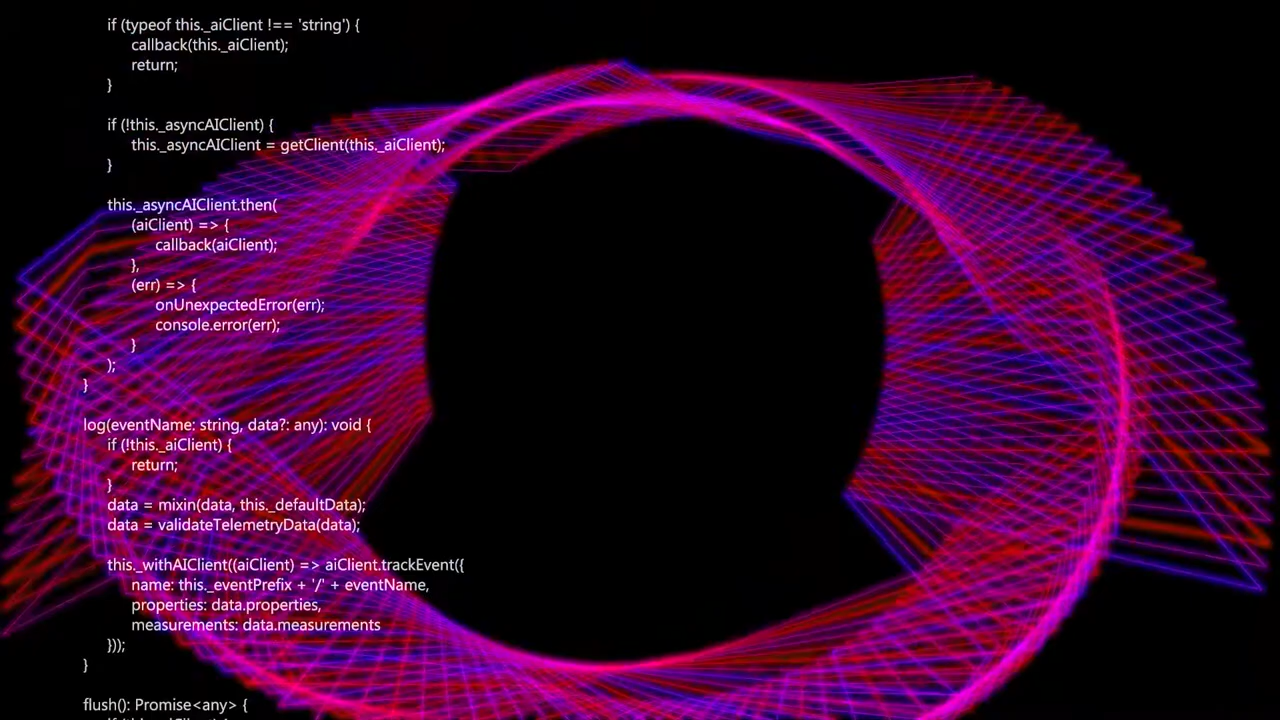 if (typeof this._aiClient !== 'string') {
callback(this._aiClient);
return;
}
if (!this._asyncAIClient) {
this._asyncAIClient = getClient(this._aiClient);
}
this._asyncAIClient.then(
(aiClient) => {
callback(aiClient);
},
(err) => {
onUnexpectedError(err);
console.error(err);
}
);
}
log(eventName: string, data?: any): void {
if (!this._aiClient) {
return;
}
data = mixin(data, this._defaultData);
data = validateTelemetryData(data);
this._withAIClient((aiClient) => aiClient.trackEvent({
name: this._eventPrefix + '/' + eventName,
properties: data.properties,
measurements: data.measurements
}));
}
flush(): Promise<any> {